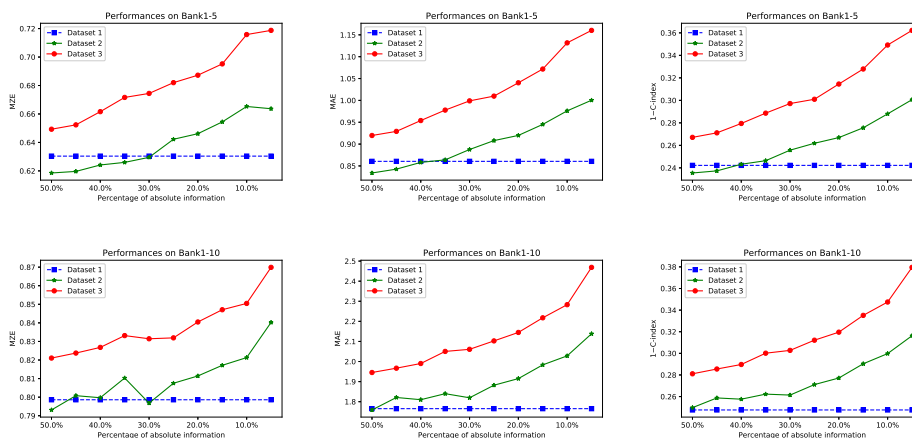 Performances on Bank1-5
0.72
0.70
0.68
0.66
0.64
0.62
MZE
Dataset 1
Dataset 2
Dataset 3
50.0% 40.0% 30.0% 20.0% 10.0%
Percentage of absolute information
Performances on Bank1-5
1.15
1.10
1.05
1.00
0.95
0.90
0.85
MAE
Dataset 1
Dataset 2
Dataset 3
50.0% 40.0% 30.0% 20.0% 10.0%
Percentage of absolute information
Performances on Bank1-5
0.36
0.34
0.32
0.30
0.28
0.26
0.24
1−C-index
Dataset 1
Dataset 2
Dataset 3
50.0% 40.0% 30.0% 20.0% 10.0%
Percentage of absolute information
Performances on Bank1-10
0.87
0.86
0.85
0.84
0.83
0.82
0.81
0.80
0.79
MZE
Dataset 1
Dataset 2
Dataset 3
50.0% 40.0% 30.0% 20.0% 10.0%
Percentage of absolute information
Performances on Bank1-10
2.5
2.4
2.3
2.2
2.1
2.0
1.9
1.8
MAE
Dataset 1
Dataset 2
Dataset 3
50.0% 40.0% 30.0% 20.0% 10.0%
Percentage of absolute information
Performances on Bank1-10
0.38
0.36
0.34
0.32
0.30
0.28
0.26
1−C-index
Dataset 1
Dataset 2
Dataset 3
50.0% 40.0% 30.0% 20.0% 10.0%
Percentage of absolute information